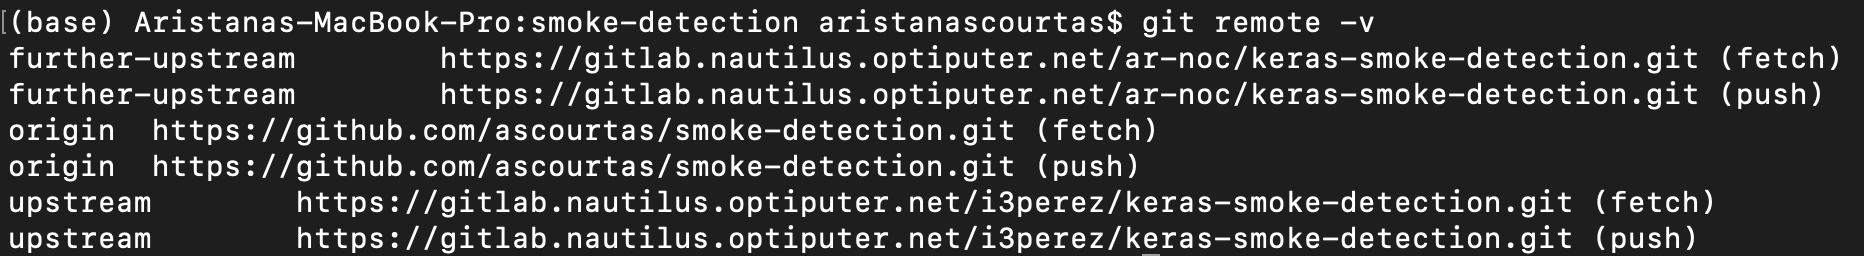 [(base) Aristanas-MacBook-Pro:smoke-detection aristanascourtas$ git remote -v
further-upstream        https://gitlab.nautilus.optiputer.net/ar-noc/keras-smoke-detection.git (fetch)
further-upstream        https://gitlab.nautilus.optiputer.net/ar-noc/keras-smoke-detection.git (push)
origin  https://github.com/ascourtas/smoke-detection.git (fetch)
origin  https://github.com/ascourtas/smoke-detection.git (push)
upstream        https://gitlab.nautilus.optiputer.net/i3perez/keras-smoke-detection.git (fetch)
upstream        https://gitlab.nautilus.optiputer.net/i3perez/keras-smoke-detection.git (push)